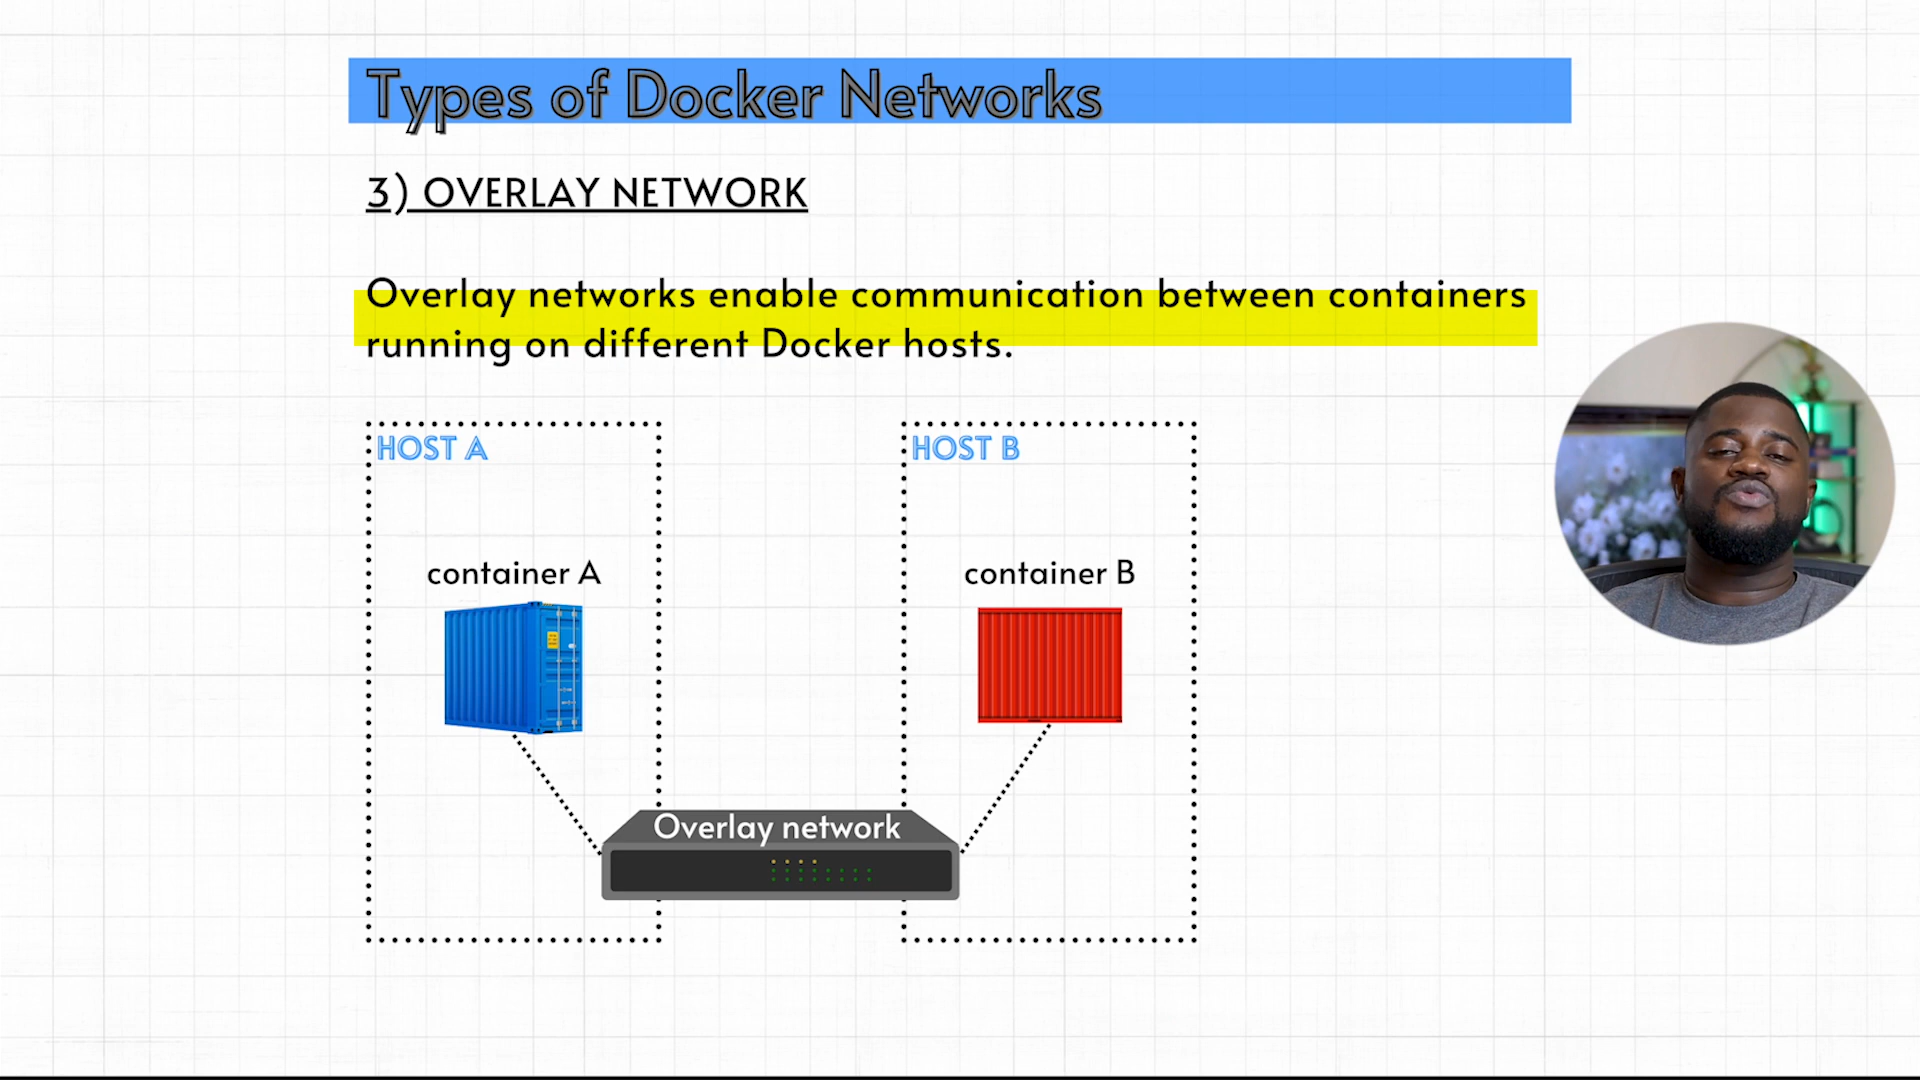 Types of Docker Networks
3) OVERLAY NETWORK
Overlay networks enable communication between containers
running on different Docker hosts.
HOST A
HOST B
container A
container B
Overlay network